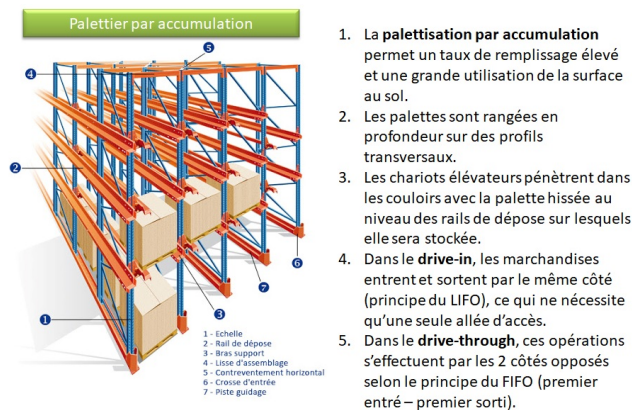 Palettier par accumulation
5
4
2
1
3
7
6
1 - Echelle
2 - Rail de dépose
3 - Bras support
4 - Lisse d'assemblage
5 - Contreventement horizontal
6 - Crosse d'entrée
7 - Piste guidage
1. La palettisation par accumulation
permet un taux de remplissage élevé
et une grande utilisation de la surface
au sol.
2. Les palettes sont rangées en
profondeur sur des profils
transversaux.
3. Les chariots élévateurs pénètrent dans
les couloirs avec la palette hissée au
niveau des rails de dépose sur lesquels
elle sera stockée.
4. Dans le drive-in, les marchandises
entrent et sortent par le même côté
(principe du LIFO), ce qui ne nécessite
qu'une seule allée d'accès.
5. Dans le drive-through, ces opérations
s'effectuent par les 2 côtés opposés
selon le principe du FIFO (premier
entré – premier sorti).